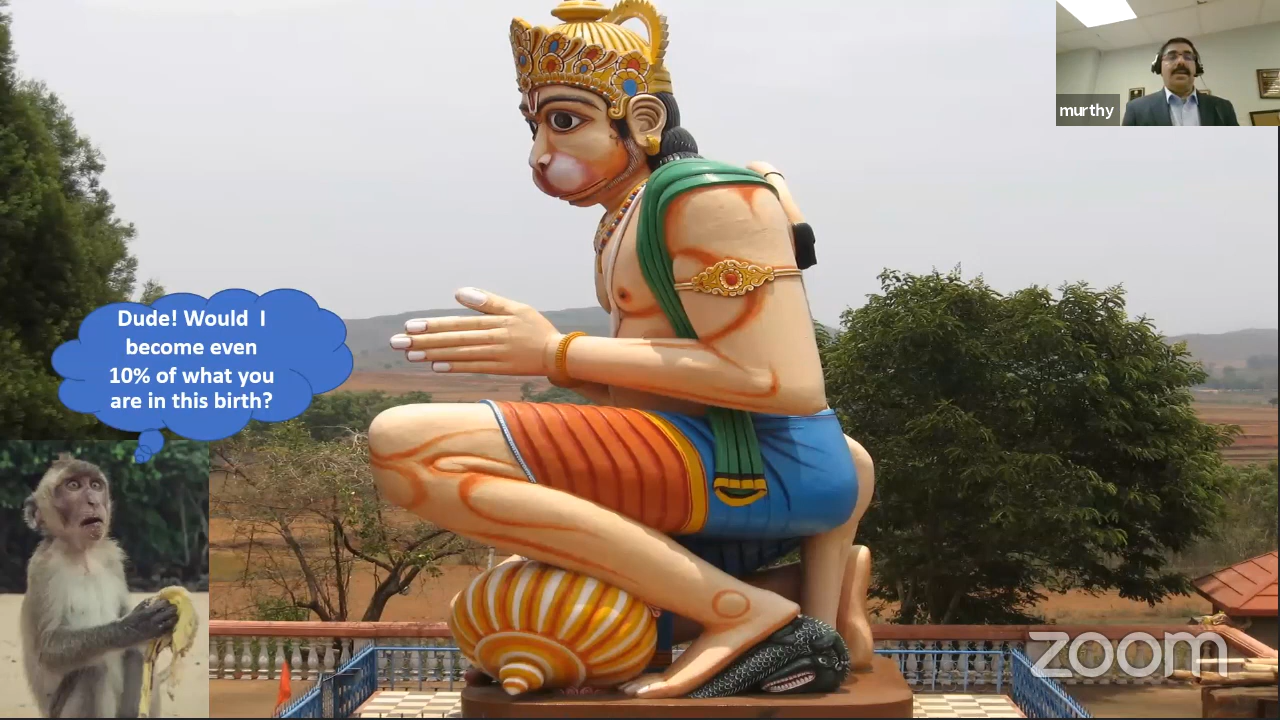 murthy
Dude! Would I
become even
10% of what you
are in this birth?
zoom